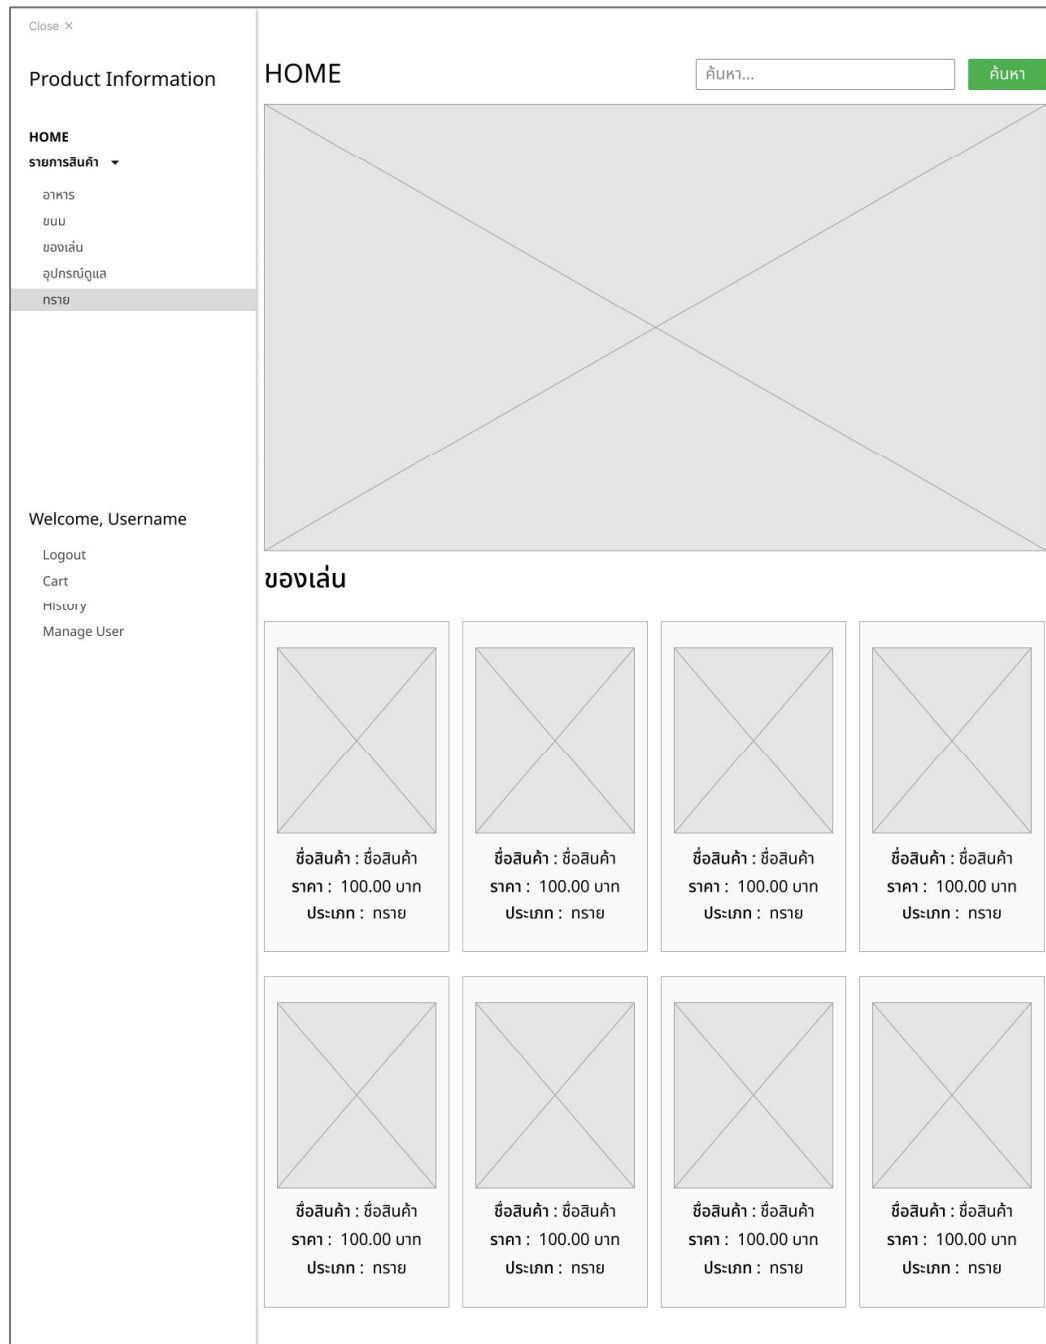 Close ×
Product Information
HOME
รายการสินค้า
อาหาร
ขนม
ของเล่น
อุปกรณ์ดูแล
ทราย
Welcome, Username
Logout
Cart
History
Manage User
HOME
ค้นหา...
ค้นหา
ของเล่น
ชื่อสินค้า : ชื่อสินค้า
ราคา : 100.00 บาท
ประเภท : ทราย
ชื่อสินค้า : ชื่อสินค้า
ราคา : 100.00 บาท
ประเภท : ทราย
ชื่อสินค้า : ชื่อสินค้า
ราคา : 100.00 บาท
ประเภท : ทราย
ชื่อสินค้า : ชื่อสินค้า
ราคา : 100.00 บาท
ประเภท : ทราย
ชื่อสินค้า : ชื่อสินค้า
ราคา : 100.00 บาท
ประเภท : ทราย
ชื่อสินค้า : ชื่อสินค้า
ราคา : 100.00 บาท
ประเภท : ทราย
ชื่อสินค้า : ชื่อสินค้า
ราคา : 100.00 บาท
ประเภท : ทราย
ชื่อสินค้า : ชื่อสินค้า
ราคา : 100.00 บาท
ประเภท : ทราย